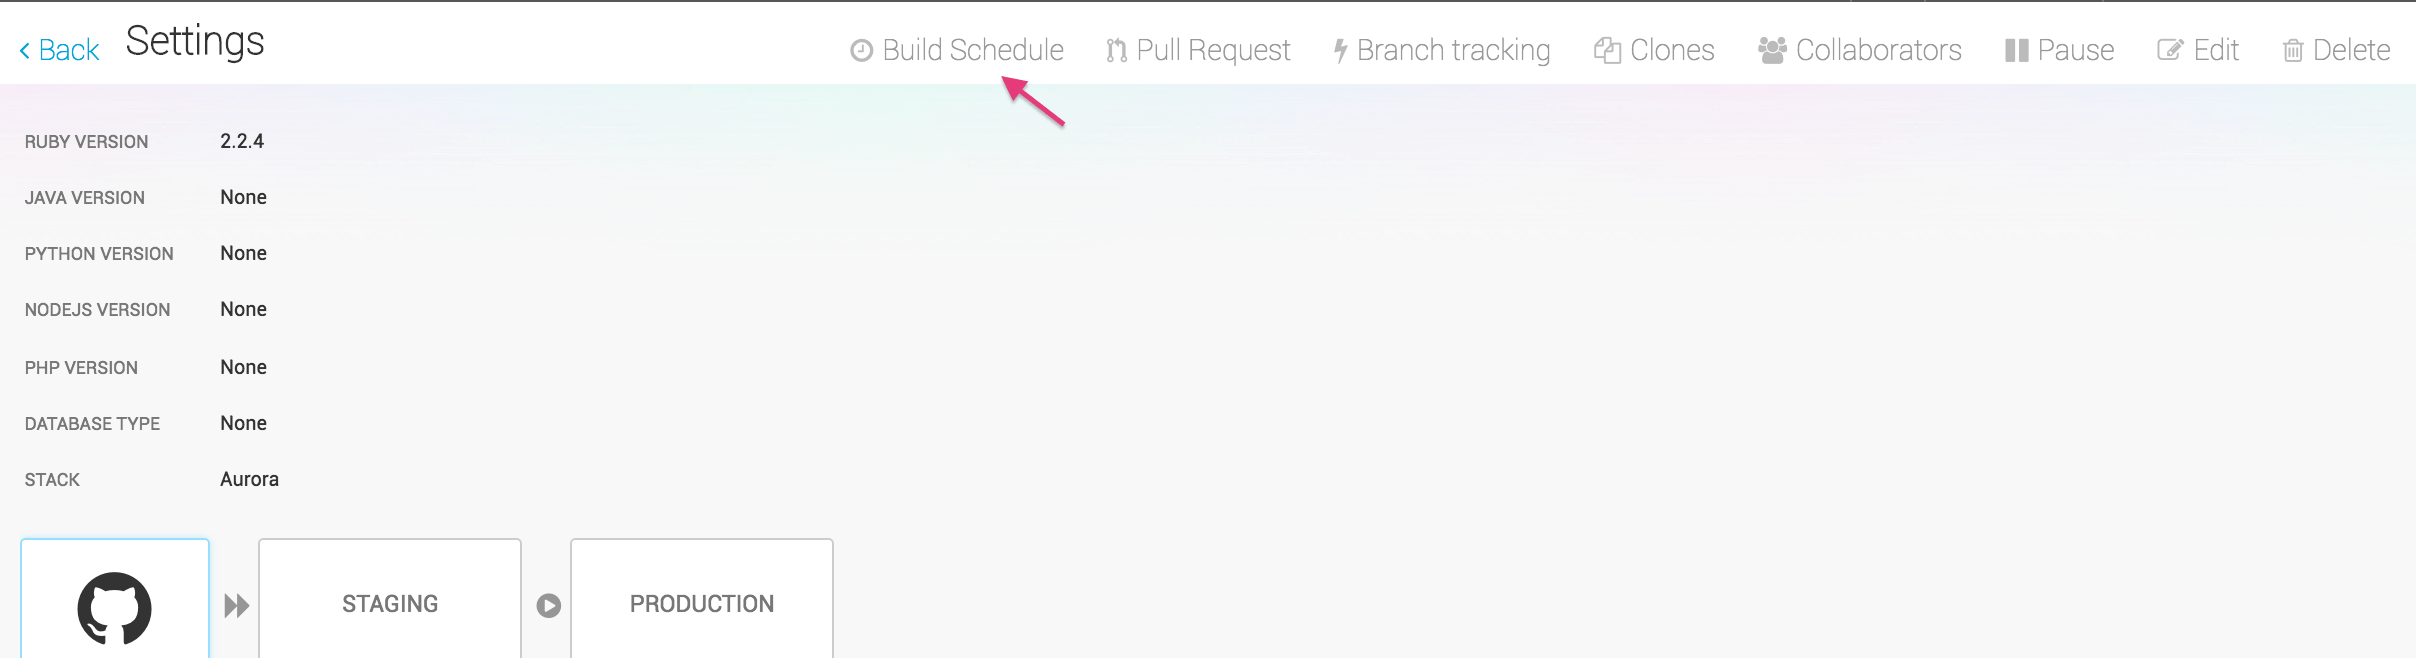 Back Settings Build Schedule Pull Request Branch tracking Clones Collaborators Pause Edit Delete
RUBY VERSION 2.2.4
JAVA VERSION None
PYTHON VERSION None
NODEJS VERSION None
PHP VERSION None
DATABASE TYPE None
STACK Aurora
STAGING PRODUCTION